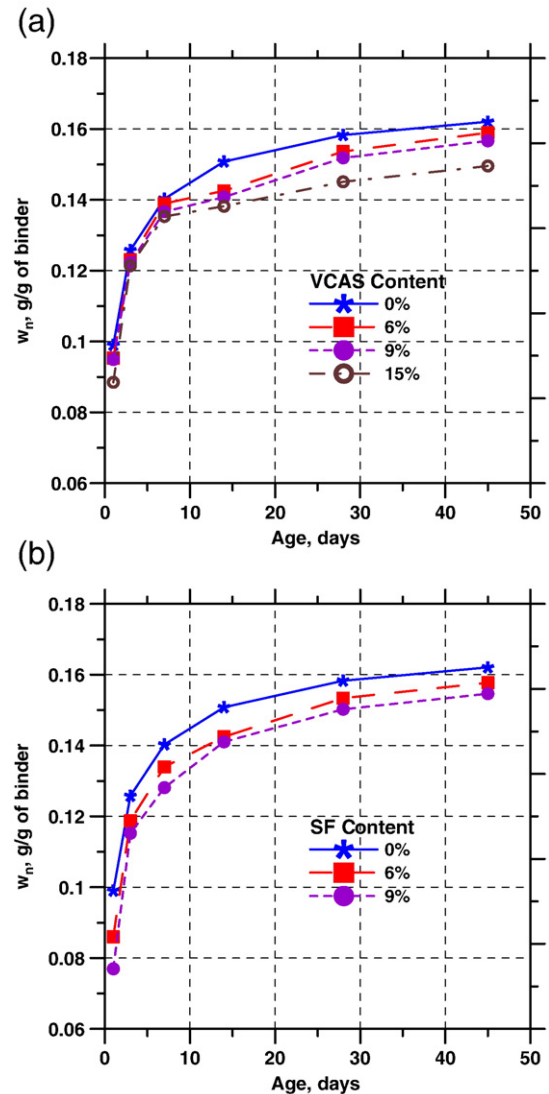 (a)
0.18
0.16
0.14
0.12
0.1
0.08
0.06
w_n, g/g of binder
VCAS Content
0%
6%
9%
15%
0 10 20 30 40 50
Age, days
(b)
0.18
0.16
0.14
0.12
0.1
0.08
0.06
w_n, g/g of binder
SF Content
0%
6%
9%
0 10 20 30 40 50
Age, days